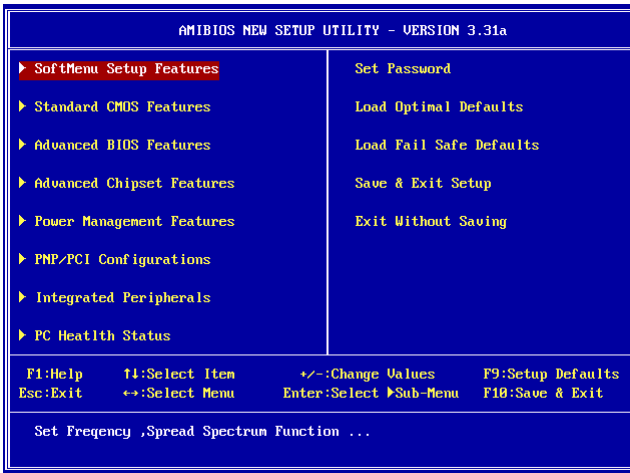 AMIBIOS NEW SETUP UTILITY - VERSION 3.31a
▶ SoftMenu Setup Features
▶ Standard CMOS Features
▶ Advanced BIOS Features
▶ Advanced Chipset Features
▶ Power Management Features
▶ PNP/PCI Configurations
▶ Integrated Peripherals
▶ PC Heatlth Status
Set Password
Load Optimal Defaults
Load Fail Safe Defaults
Save & Exit Setup
Exit Without Saving
F1:Help ↑↓:Select Item +/-:Change Values F9:Setup Defaults
Esc:Exit ↔:Select Menu Enter:Select ▶Sub-Menu F10:Save & Exit
Set Freqency ,Spread Spectrum Function ...